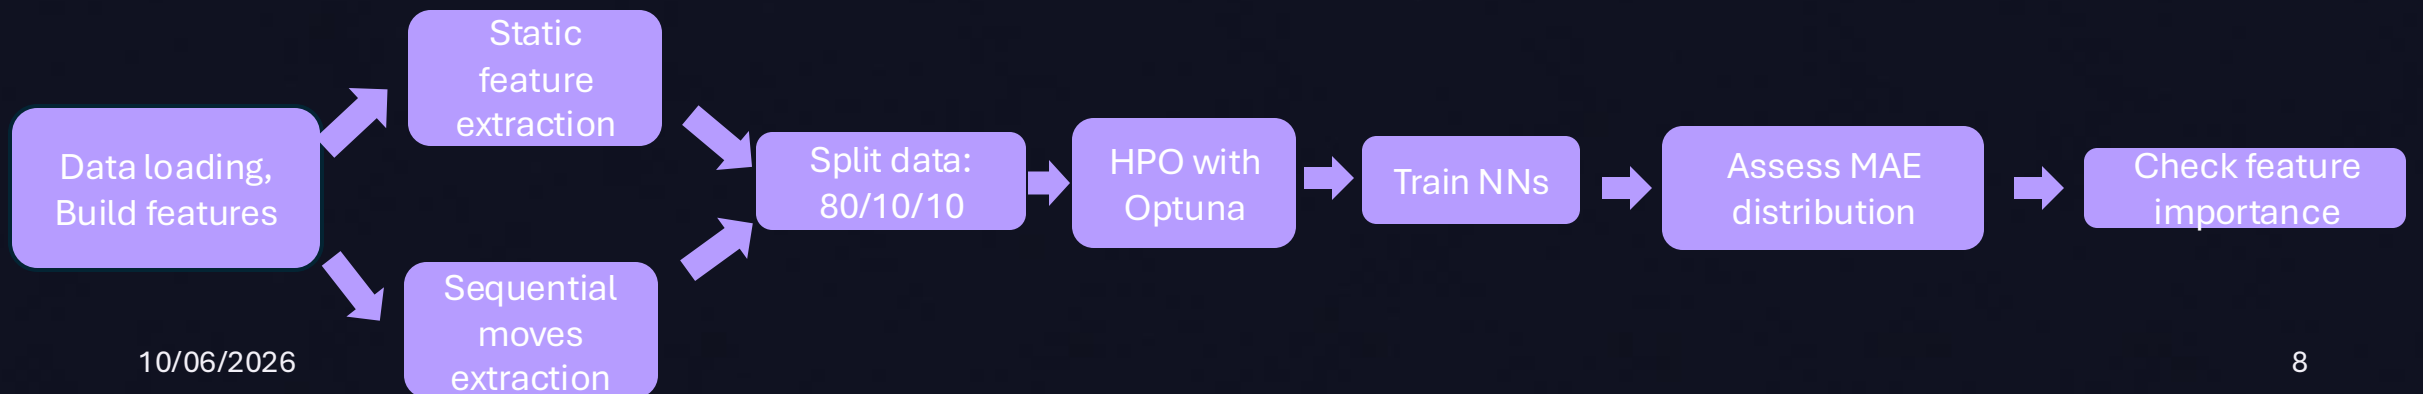 Static
feature
extraction
Data loading,
Build features
Sequential
moves
extraction
Split data:
80/10/10
HPO with
Optuna
Train NNs
Assess MAE
distribution
Check feature
importance
10/06/2026
8